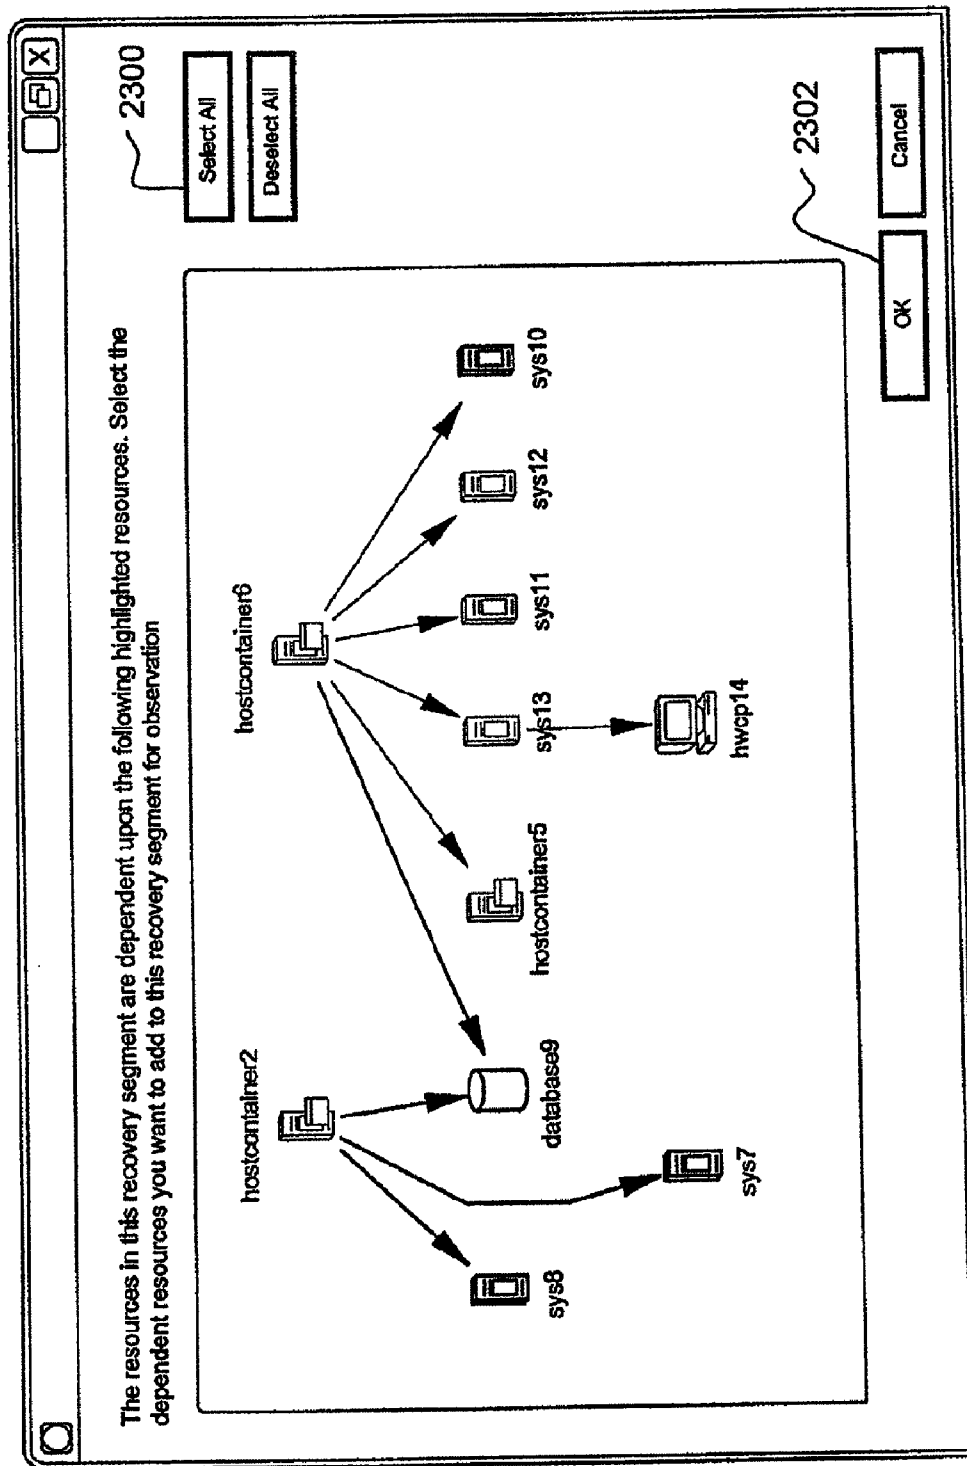 X
2300
Select All
Deselect All
The resources in this recovery segment are dependent upon the following highlighted resources. Select the
dependent resources you want to add to this recovery segment for observation
hostcontainer2
hostcontainer6
sys8
database9
hostcontainer5
sys13
sys11
sys12
sys10
sys7
hwcp14
2302
OK
Cancel